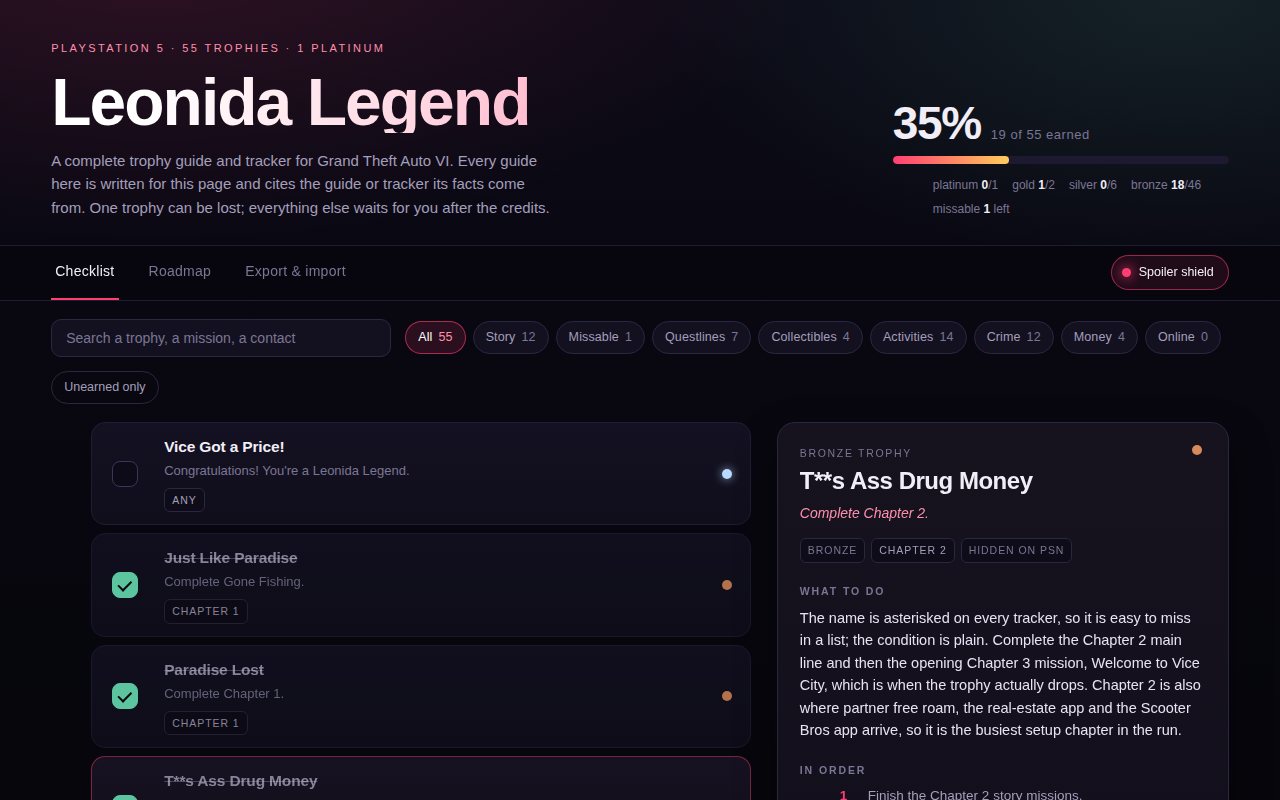 PLAYSTATION 5 · 55 TROPHIES · 1 PLATINUM
Leonida Legend
A complete trophy guide and tracker for Grand Theft Auto VI. Every guide
here is written for this page and cites the guide or tracker its facts come
from. One trophy can be lost; everything else waits for you after the credits.
35% 19 of 55 earned
platinum 0/1 gold 1/2 silver 0/6 bronze 18/46
missable 1 left
Checklist Roadmap Export & import
Spoiler shield
Search a trophy, a mission, a contact
All 55 Story 12 Missable 1 Questlines 7 Collectibles 4 Activities 14 Crime 12 Money 4 Online 0
Unearned only
Vice Got a Price!
Congratulations! You're a Leonida Legend.
ANY
Just Like Paradise
Complete Gone Fishing.
CHAPTER 1
Paradise Lost
Complete Chapter 1.
CHAPTER 1
T**s Ass Drug Money
BRONZE TROPHY
T**s Ass Drug Money
Complete Chapter 2.
BRONZE CHAPTER 2 HIDDEN ON PSN
WHAT TO DO
The name is asterisked on every tracker, so it is easy to miss
in a list; the condition is plain. Complete the Chapter 2 main
line and then the opening Chapter 3 mission, Welcome to Vice
City, which is when the trophy actually drops. Chapter 2 is also
where partner free roam, the real-estate app and the Scooter
Bros app arrive, so it is the busiest setup chapter in the run.
IN ORDER
1 Finish the Chapter 2 story missions.